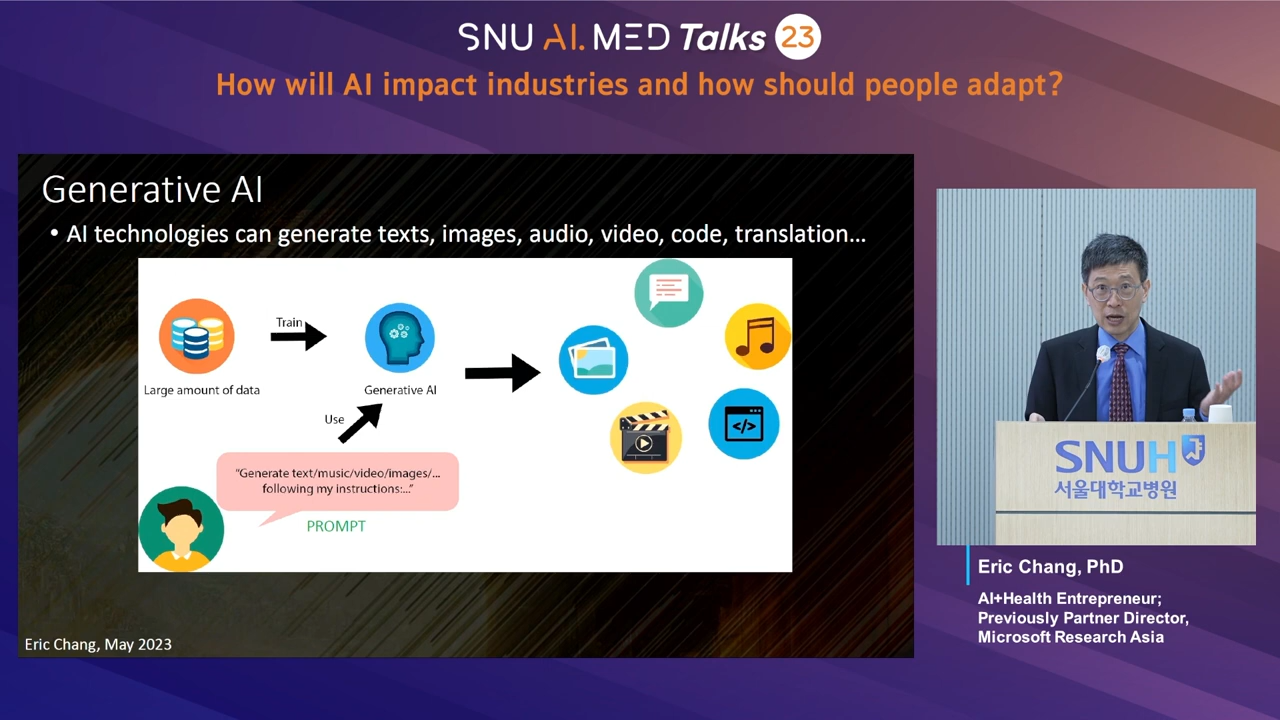 SNU AI. MED Talks 23
How will AI impact industries and how should people adapt?
Generative AI
• AI technologies can generate texts, images, audio, video, code, translation...
Train
Large amount of data
Generative AI
Use
"Generate text/music/video/images/...
following my instructions:..."
PROMPT
</>
Eric Chang, May 2023
SNUH
서울대학교병원
Eric Chang, PhD
AI+Health Entrepreneur;
Previously Partner Director,
Microsoft Research Asia